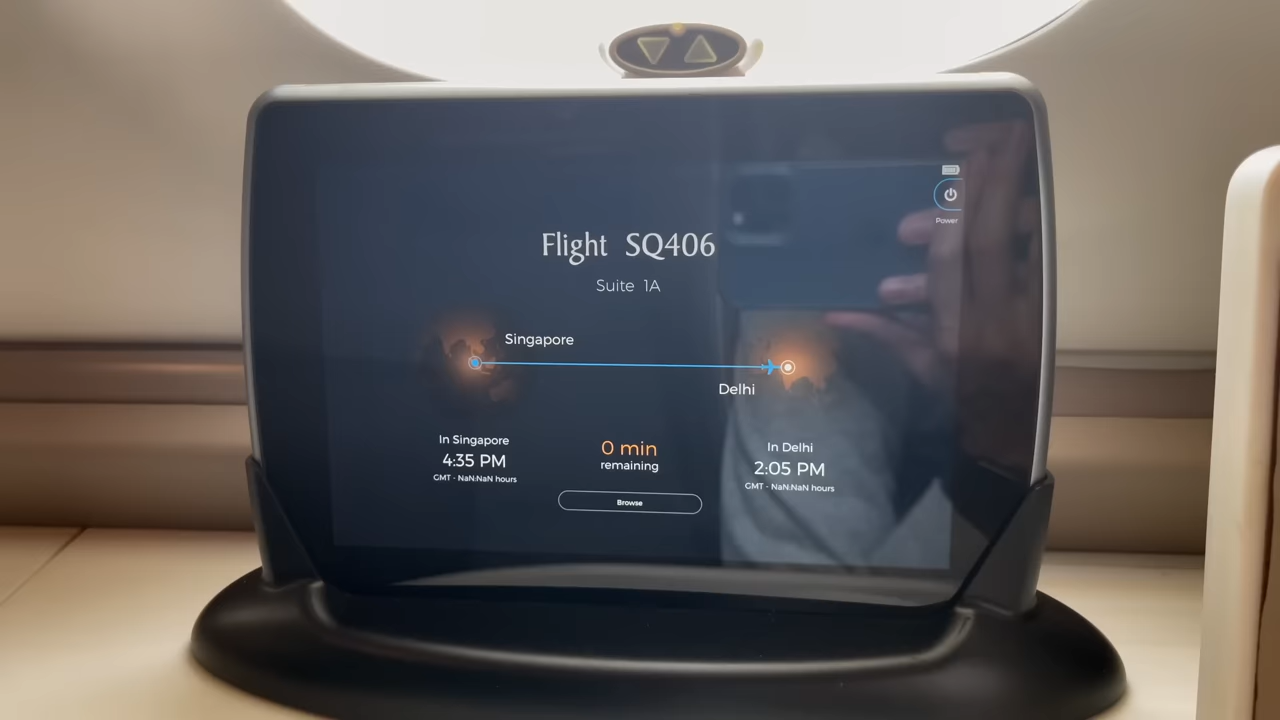 Power
Flight SQ406
Suite 1A
Singapore
Delhi
In Singapore
4:35 PM
GMT - NaN:NaN hours
0 min
remaining
In Delhi
2:05 PM
GMT - NaN:NaN hours
Browse